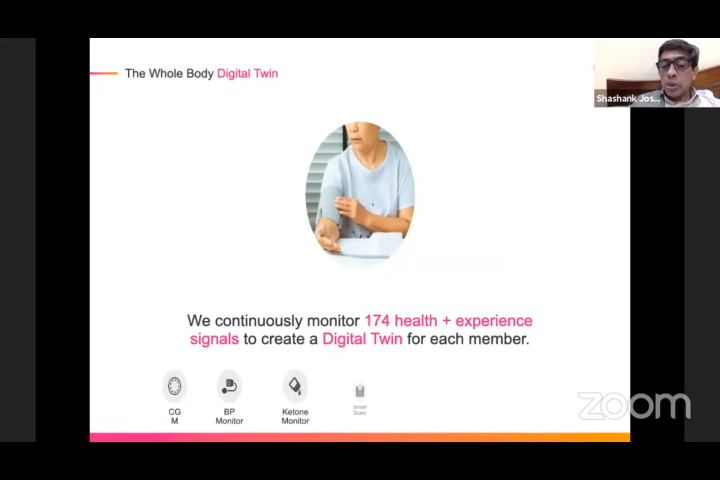 The Whole Body Digital Twin
Shashank Jos...
We continuously monitor 174 health + experience
signals to create a Digital Twin for each member.
CG
M
BP
Monitor
Ketone
Monitor
Smart
Scale
zoom